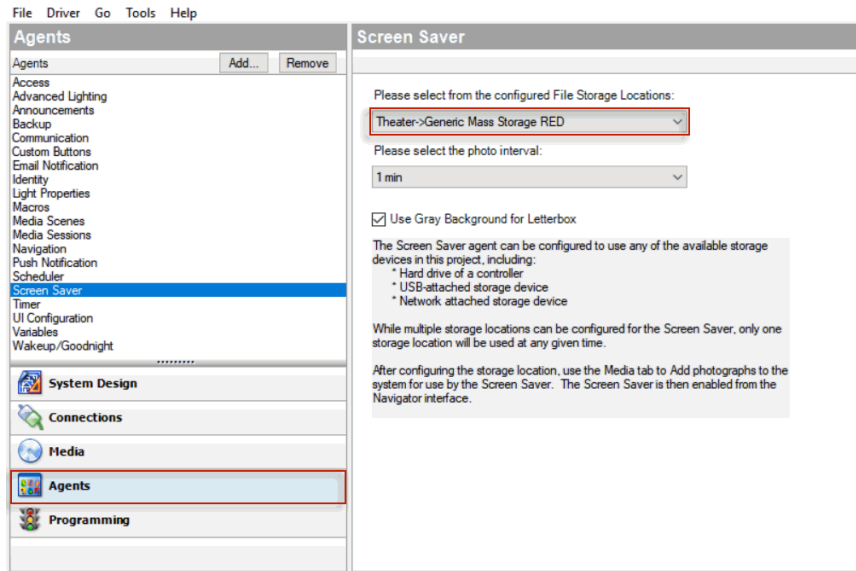 File Driver Go Tools Help
Agents
Agents Add... Remove
Access
Advanced Lighting
Announcements
Backup
Communication
Custom Buttons
Email Notification
Identity
Light Properties
Macros
Media Scenes
Media Sessions
Navigation
Push Notification
Scheduler
Screen Saver
Timer
UI Configuration
Variables
Wakeup/Goodnight
System Design
Connections
Media
Agents
Programming
Screen Saver
Please select from the configured File Storage Locations:
Theater->Generic Mass Storage RED
Please select the photo interval:
1 min
Use Gray Background for Letterbox
The Screen Saver agent can be configured to use any of the available storage
devices in this project, including:
* Hard drive of a controller
* USB-attached storage device
* Network attached storage device
While multiple storage locations can be configured for the Screen Saver, only one
storage location will be used at any given time.
After configuring the storage location, use the Media tab to Add photographs to the
system for use by the Screen Saver. The Screen Saver is then enabled from the
Navigator interface.